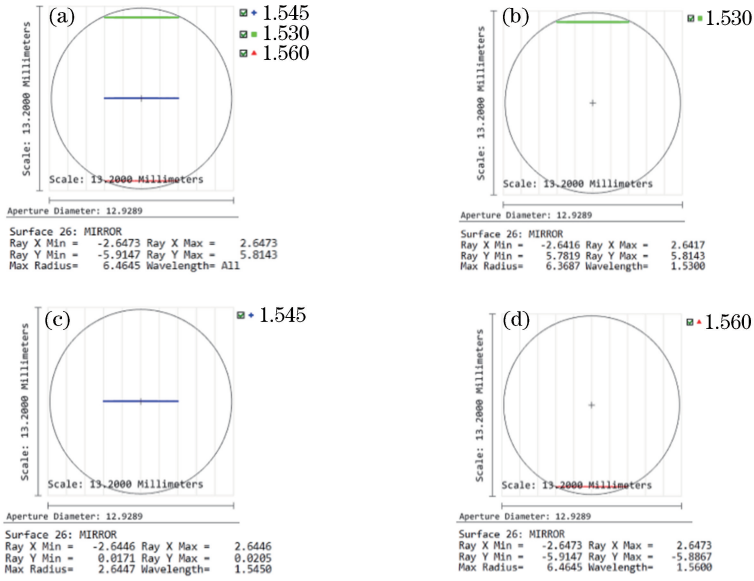 (a)
1.545
1.530
1.560
Scale: 13.2000 Millimeters
Scale: 13.2000 Millimeters
Aperture Diameter: 12.9289
Surface 26: MIRROR
Ray X Min = -2.6473 Ray X Max = 2.6473
Ray Y Min = -5.9147 Ray Y Max = 5.8143
Max Radius= 6.4645 Wavelength= All
(b)
1.530
Scale: 13.2000 Millimeters
Scale: 13.2000 Millimeters
Aperture Diameter: 12.9289
Surface 26: MIRROR
Ray X Min = -2.6416 Ray X Max = 2.6417
Ray Y Min = 5.7819 Ray Y Max = 5.8143
Max Radius= 6.3687 Wavelength= 1.5300
(c)
1.545
Scale: 13.2000 Millimeters
Scale: 13.2000 Millimeters
Aperture Diameter: 12.9289
Surface 26: MIRROR
Ray X Min = -2.6446 Ray X Max = 2.6446
Ray Y Min = 0.0171 Ray Y Max = 0.0205
Max Radius= 2.6447 Wavelength= 1.5450
(d)
1.560
Scale: 13.2000 Millimeters
Scale: 13.2000 Millimeters
Aperture Diameter: 12.9289
Surface 26: MIRROR
Ray X Min = -2.6473 Ray X Max = 2.6473
Ray Y Min = -5.9147 Ray Y Max = -5.8867
Max Radius= 6.4645 Wavelength= 1.5600